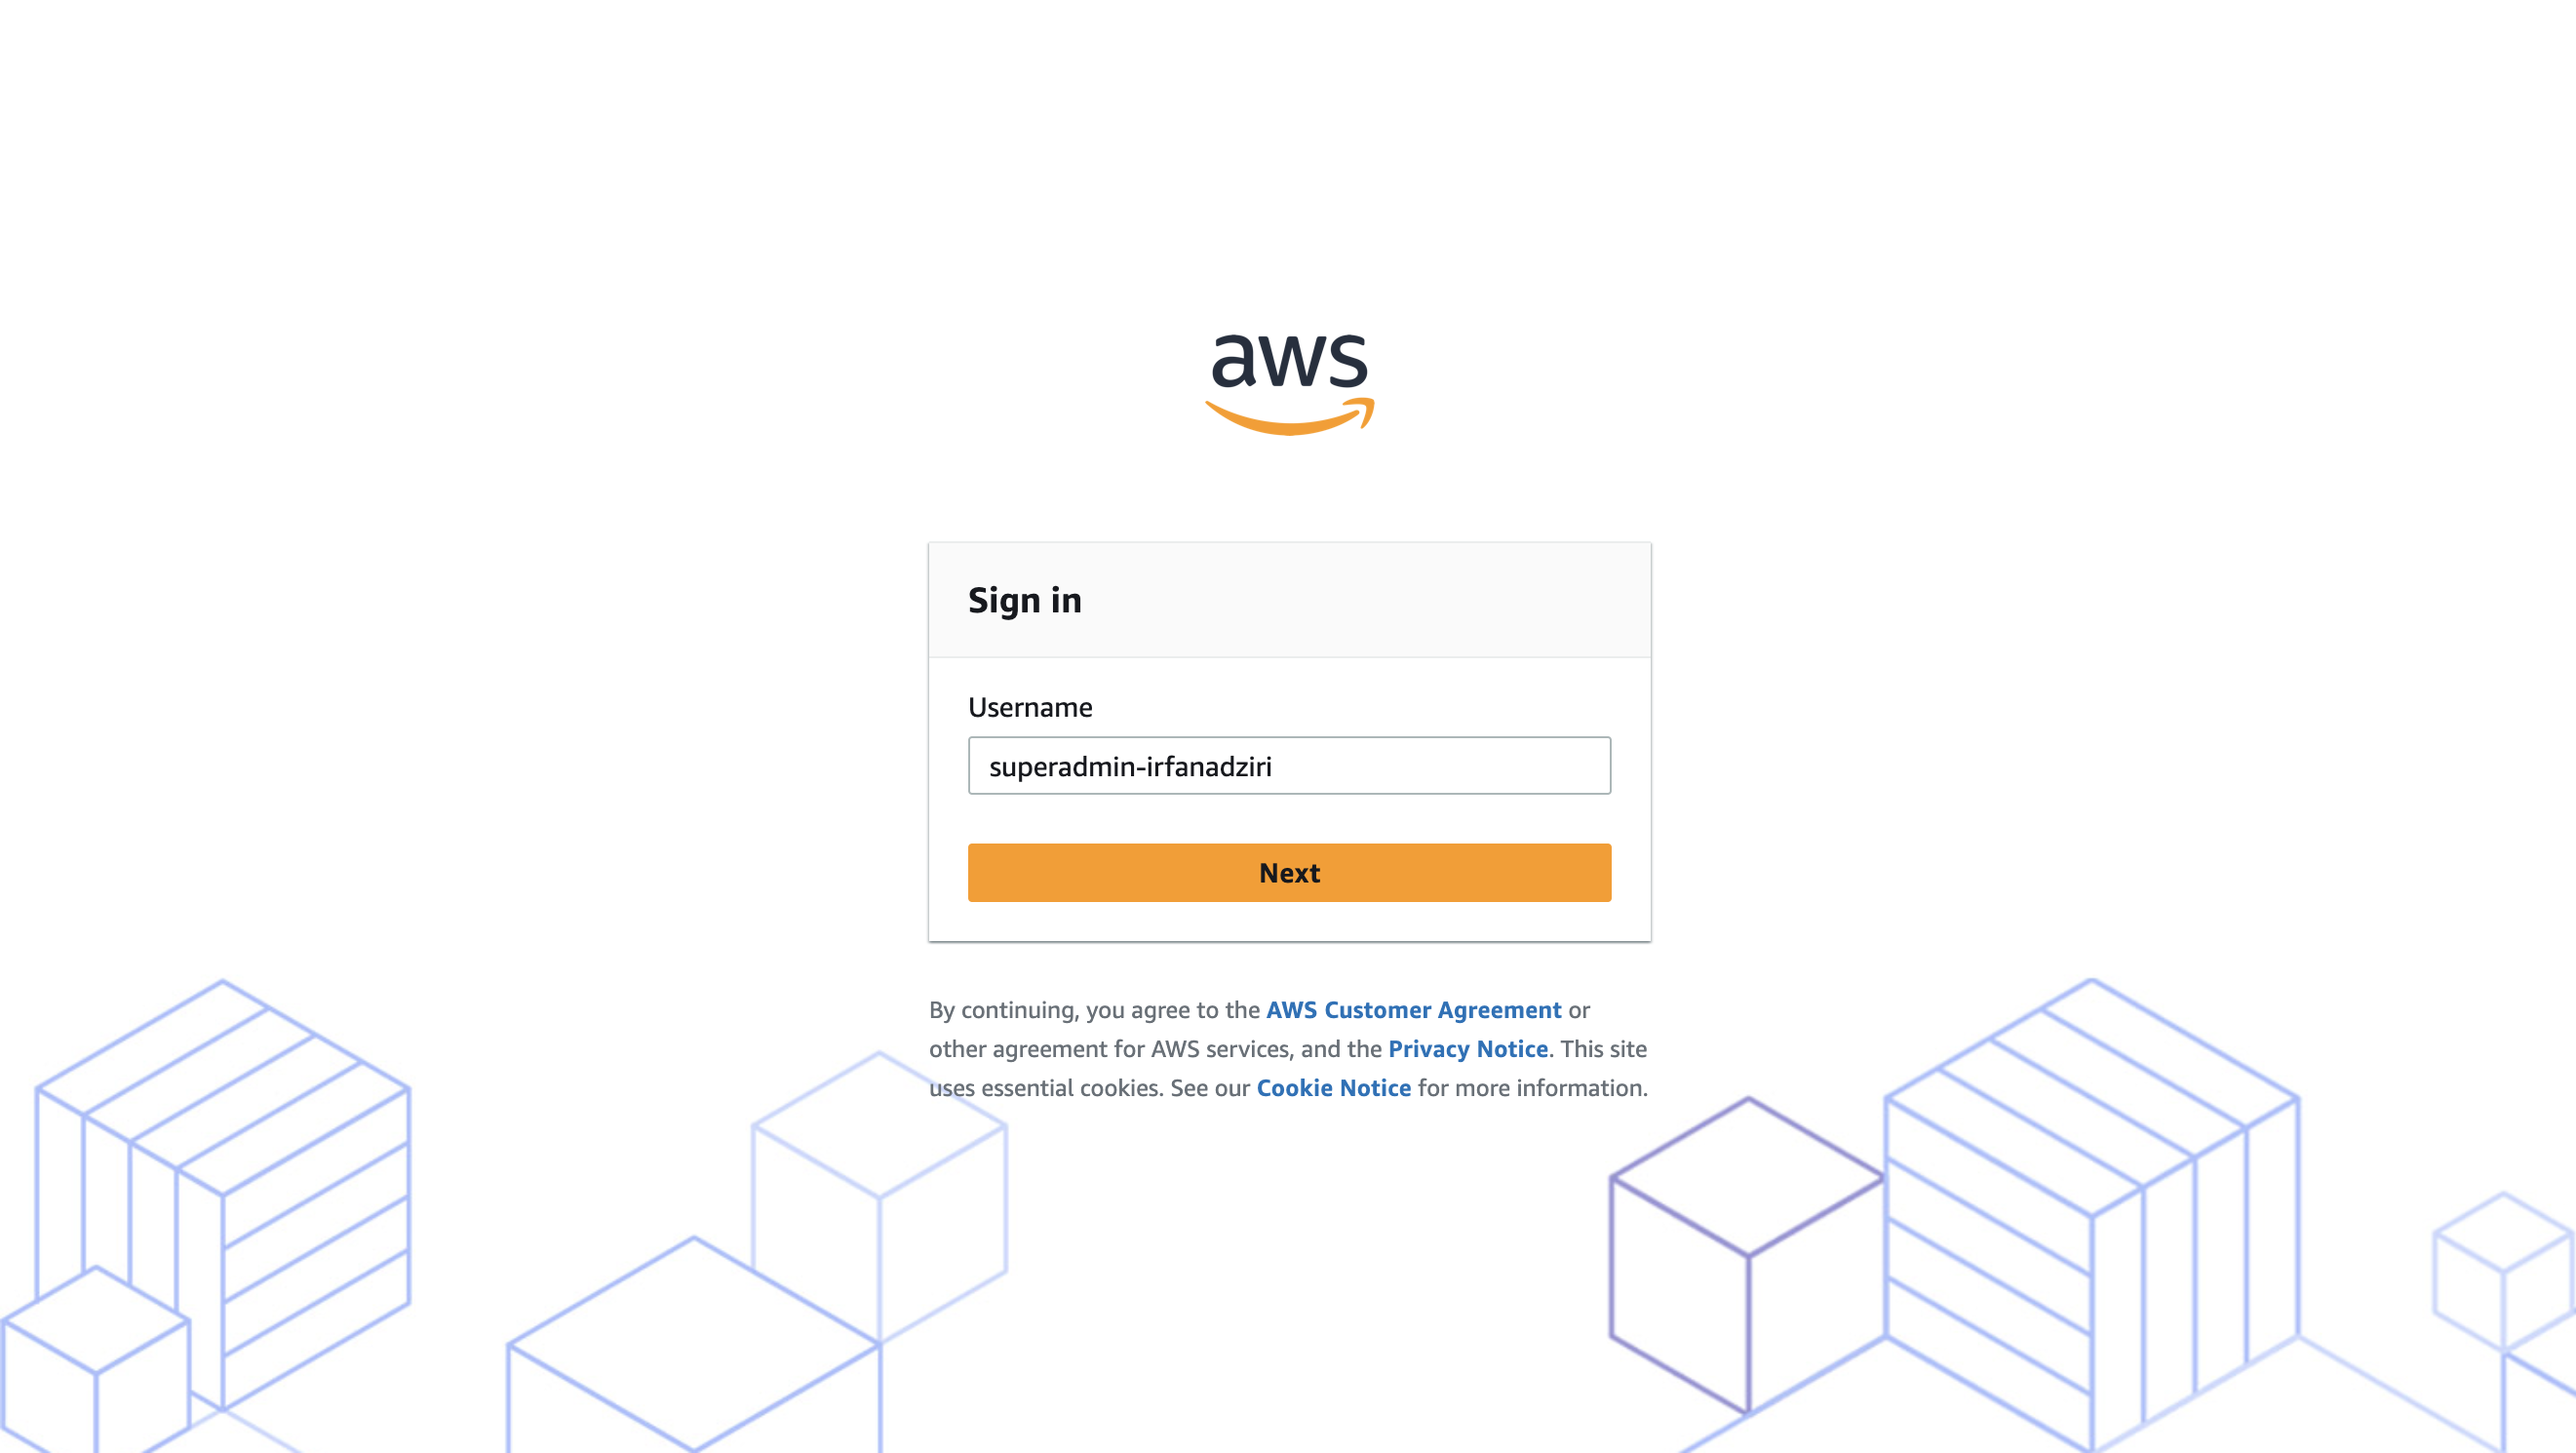 aws
Sign in
Username
superadmin-irfanadziri
Next
By continuing, you agree to the AWS Customer Agreement or
other agreement for AWS services, and the Privacy Notice. This site
uses essential cookies. See our Cookie Notice for more information.